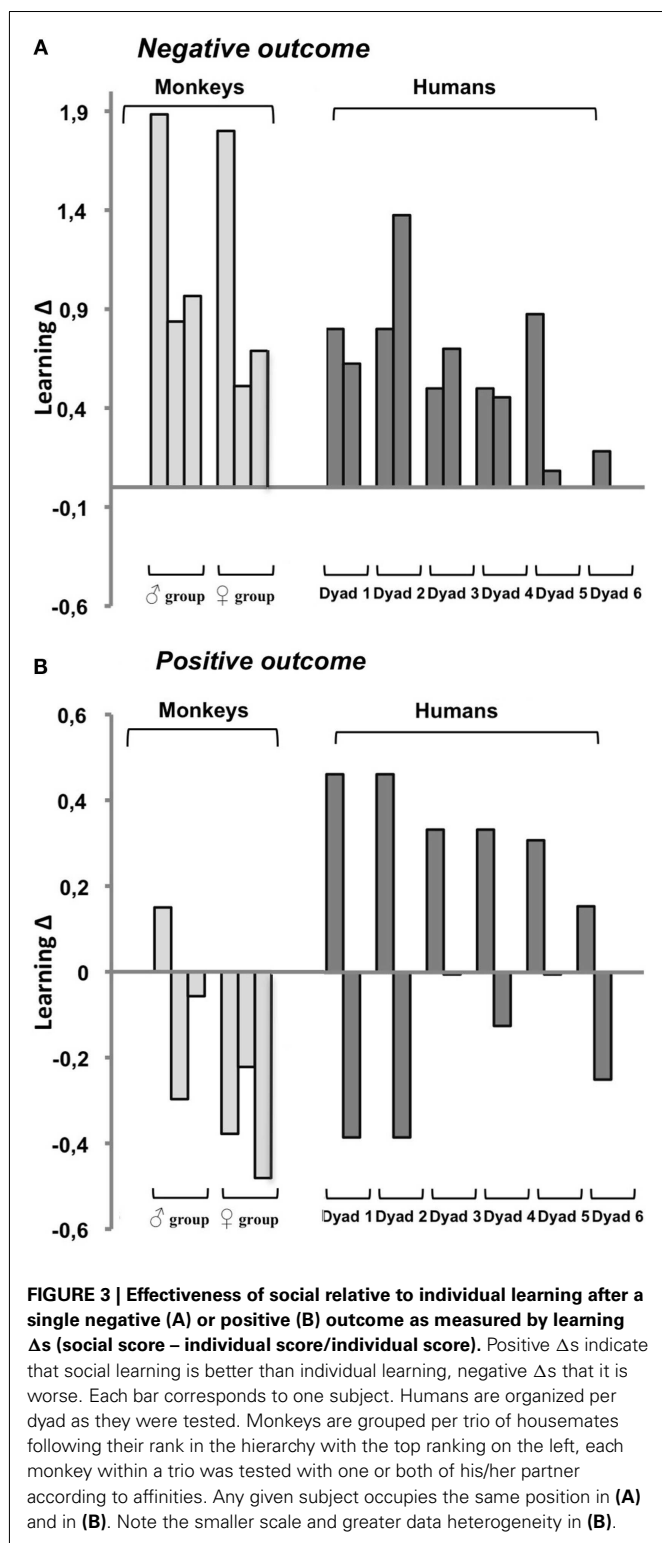 A Negative outcome
Monkeys Humans
1,9
1,4
0,9
0,4
-0,1
-0,6
Learning Δ
♂ group ♀ group Dyad 1 Dyad 2 Dyad 3 Dyad 4 Dyad 5 Dyad 6
B Positive outcome
Monkeys Humans
0,6
0,4
0,2
0
-0,2
-0,4
-0,6
Learning Δ
♂ group ♀ group Dyad 1 Dyad 2 Dyad 3 Dyad 4 Dyad 5 Dyad 6
FIGURE 3 | Effectiveness of social relative to individual learning after a
single negative (A) or positive (B) outcome as measured by learning
Δs (social score – individual score/individual score). Positive Δs indicate
that social learning is better than individual learning, negative Δs that it is
worse. Each bar corresponds to one subject. Humans are organized per
dyad as they were tested. Monkeys are grouped per trio of housemates
following their rank in the hierarchy with the top ranking on the left, each
monkey within a trio was tested with one or both of his/her partner
according to affinities. Any given subject occupies the same position in (A)
and in (B). Note the smaller scale and greater data heterogeneity in (B).